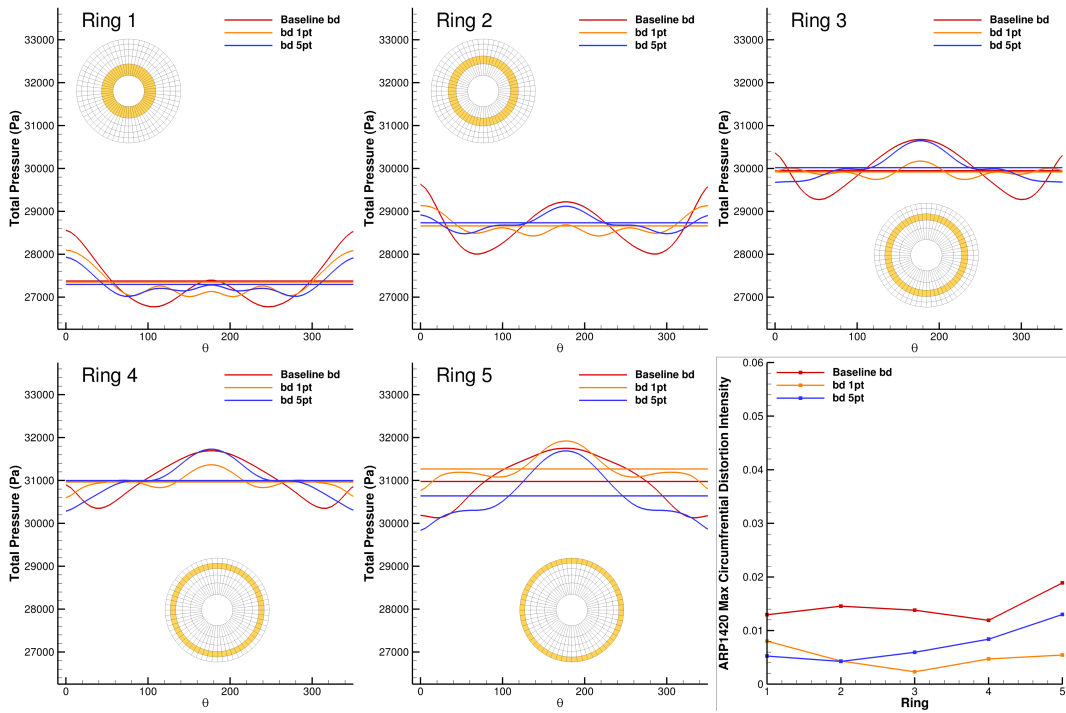 Ring 1
Baseline bd
bd 1pt
bd 5pt
Total Pressure (Pa)
33000
32000
31000
30000
29000
28000
27000
0 100 200 300
θ
Ring 2
Baseline bd
bd 1pt
bd 5pt
Total Pressure (Pa)
33000
32000
31000
30000
29000
28000
27000
0 100 200 300
θ
Ring 3
Baseline bd
bd 1pt
bd 5pt
Total Pressure (Pa)
33000
32000
31000
30000
29000
28000
27000
0 100 200 300
θ
Ring 4
Baseline bd
bd 1pt
bd 5pt
Total Pressure (Pa)
33000
32000
31000
30000
29000
28000
27000
0 100 200 300
θ
Ring 5
Baseline bd
bd 1pt
bd 5pt
Total Pressure (Pa)
33000
32000
31000
30000
29000
28000
27000
0 100 200 300
θ
Baseline bd
bd 1pt
bd 5pt
ARP1420 Max Circumfrential Distortion Intensity
0.06
0.05
0.04
0.03
0.02
0.01
0
1 2 3 4 5
Ring